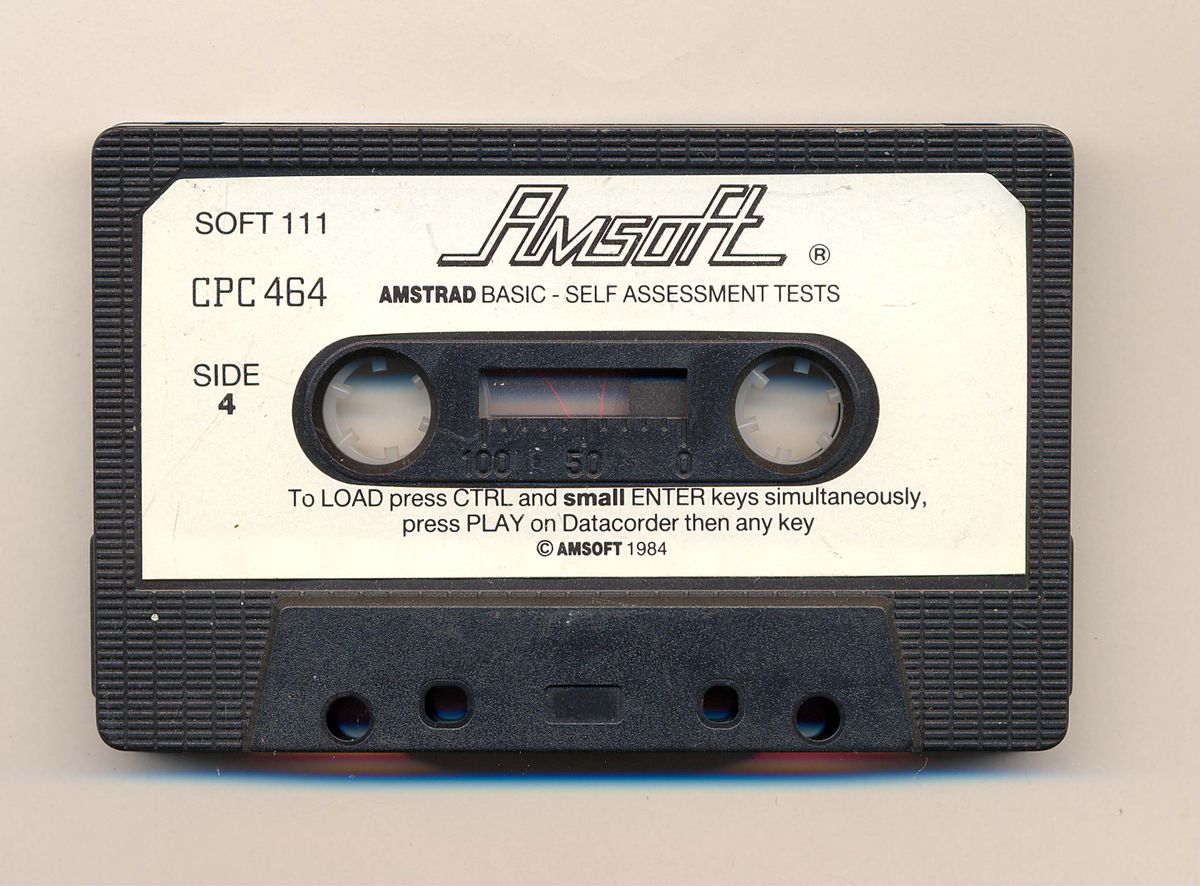 SOFT 111
Amsoft ®
CPC 464
AMSTRAD BASIC - SELF ASSESSMENT TESTS
SIDE
4
100 50 0
To LOAD press CTRL and small ENTER keys simultaneously,
press PLAY on Datacorder then any key
© AMSOFT 1984